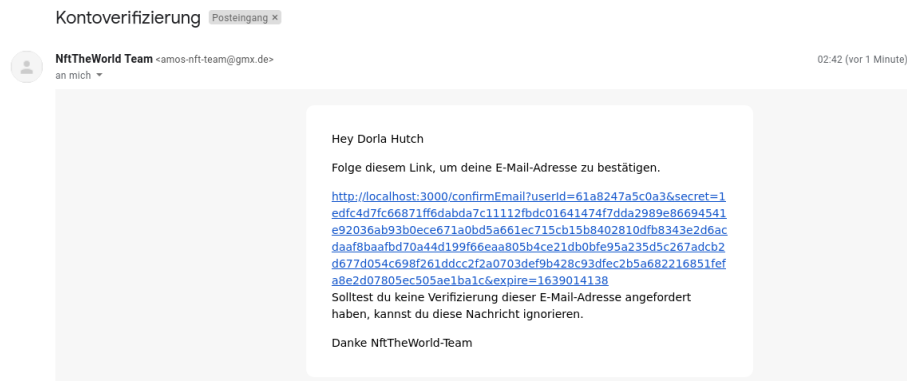 Kontoverifizierung Posteingang ×
NftTheWorld Team <amos-nft-team@gmx.de> 02:42 (vor 1 Minute)
an mich
Hey Dorla Hutch
Folge diesem Link, um deine E-Mail-Adresse zu bestätigen.
http://localhost:3000/confirmEmail?userId=61a8247a5c0a3&secret=1
edfc4d7fc66871ff6dabda7c11112fbdc01641474f7dda2989e86694541
e92036ab93b0ece671a0bd5a661ec715cb15b8402810dfb8343e2d6ac
daaf8baafbd70a44d199f66eaa805b4ce21db0bfe95a235d5c267adcb2
d677d054c698f261ddcc2f2a0703def9b428c93dfec2b5a682216851fef
a8e2d07805ec505ae1ba1c&expire=1639014138
Solltest du keine Verifizierung dieser E-Mail-Adresse angefordert
haben, kannst du diese Nachricht ignorieren.
Danke NftTheWorld-Team